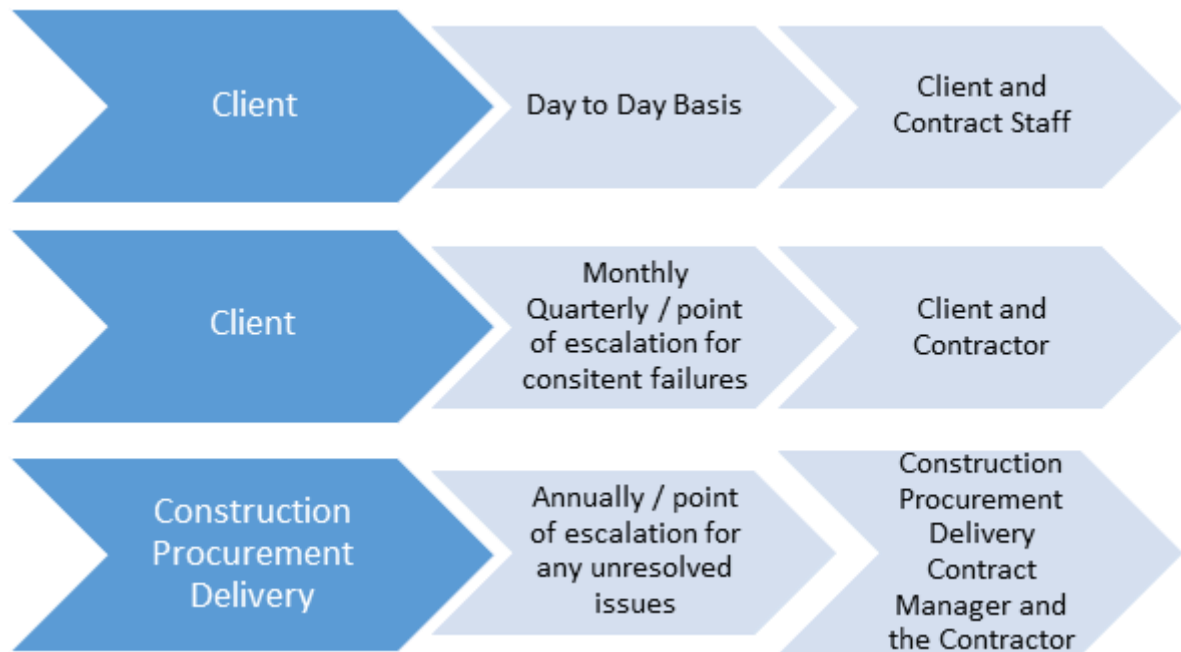 Client
Day to Day Basis
Client and
Contract Staff
Client
Monthly
Quarterly / point
of escalation for
consitent failures
Client and
Contractor
Construction
Procurement
Delivery
Annually / point
of escalation for
any unresolved
issues
Construction
Procurement
Delivery
Contract
Manager and
the Contractor